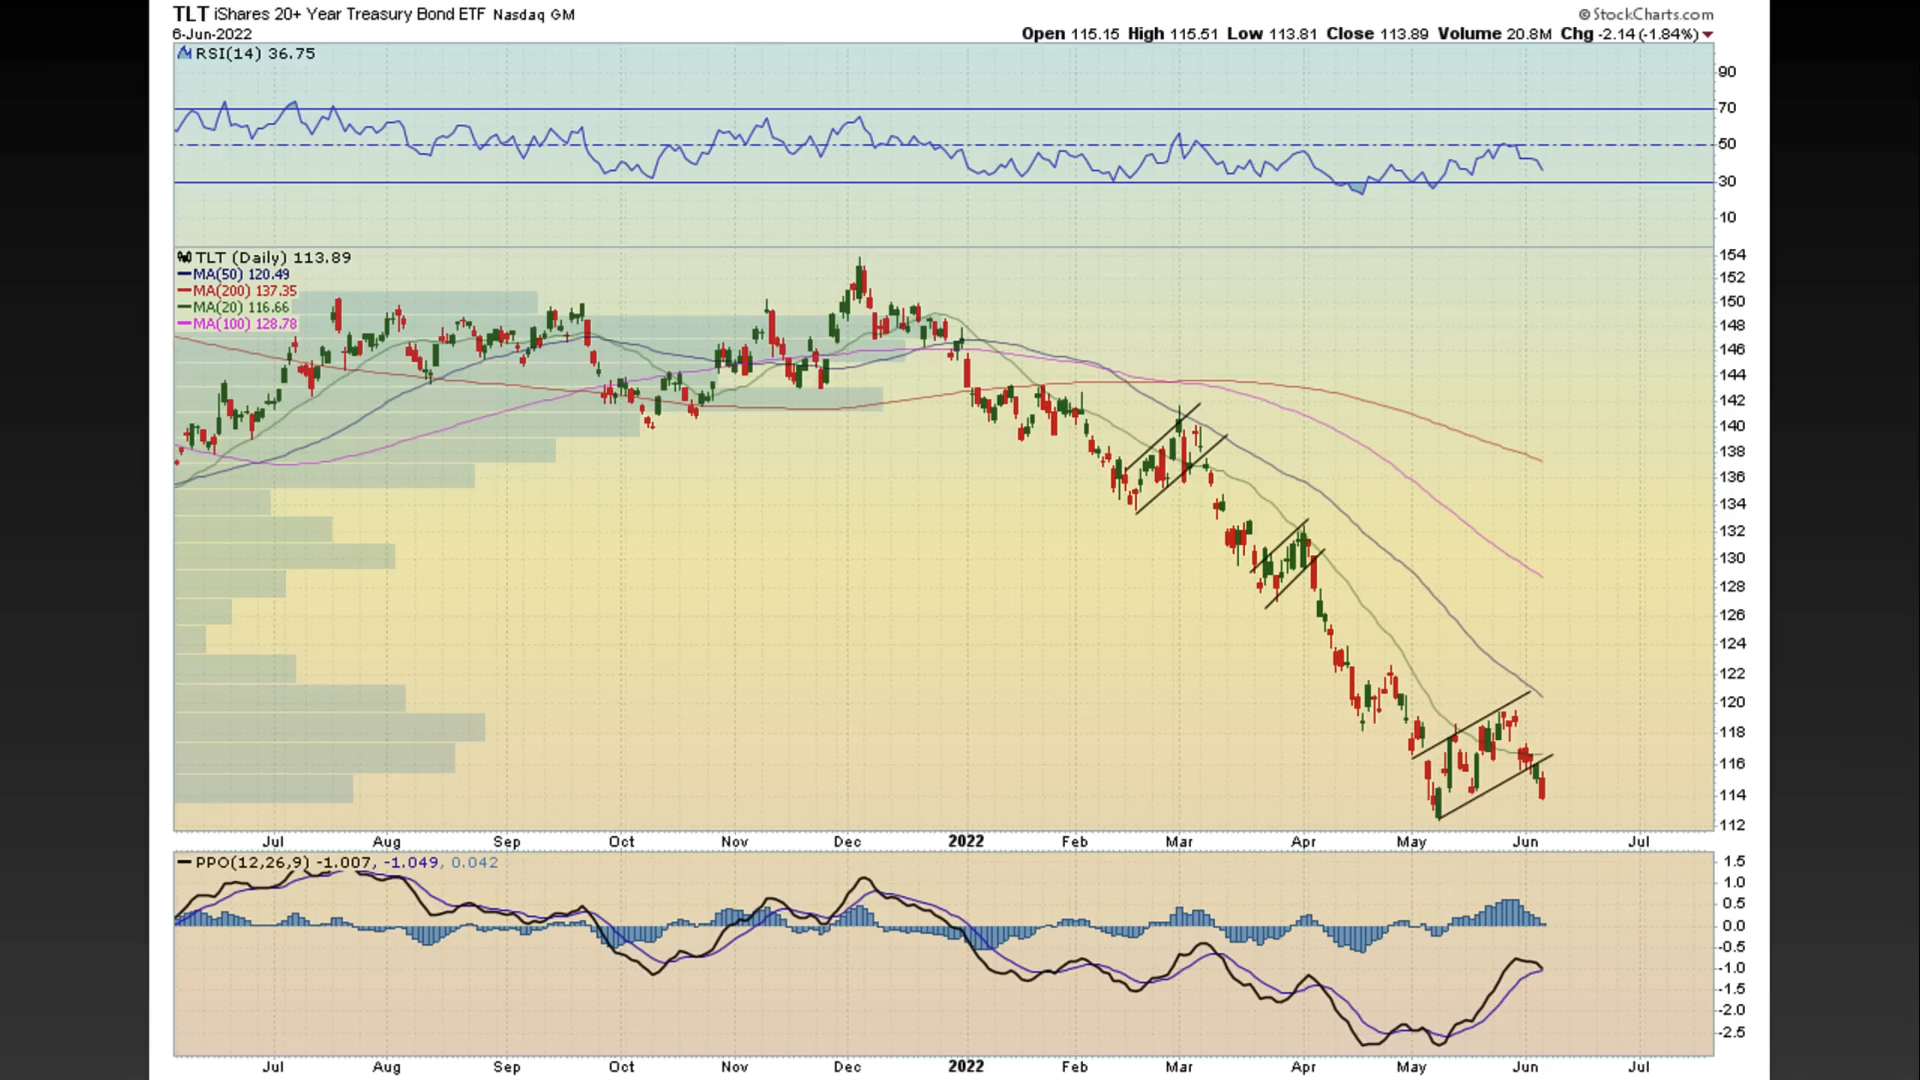 TLT iShares 20+ Year Treasury Bond ETF Nasdaq GM
© StockCharts.com
6-Jun-2022
Open 115.15 High 115.51 Low 113.81 Close 113.89 Volume 20.8M Chg -2.14 (-1.84%)
RSI(14) 36.75
90
70
50
30
10
TLT (Daily) 113.89
MA(50) 120.49
MA(200) 137.35
MA(20) 116.66
MA(100) 128.78
154
152
150
148
146
144
142
140
138
136
134
132
130
128
126
124
122
120
118
116
114
112
Jul Aug Sep Oct Nov Dec 2022 Feb Mar Apr May Jun Jul
PPO(12,26,9) -1.007, -1.049, 0.042
1.5
1.0
0.5
0.0
-0.5
-1.0
-1.5
-2.0
-2.5
Jul Aug Sep Oct Nov Dec 2022 Feb Mar Apr May Jun Jul